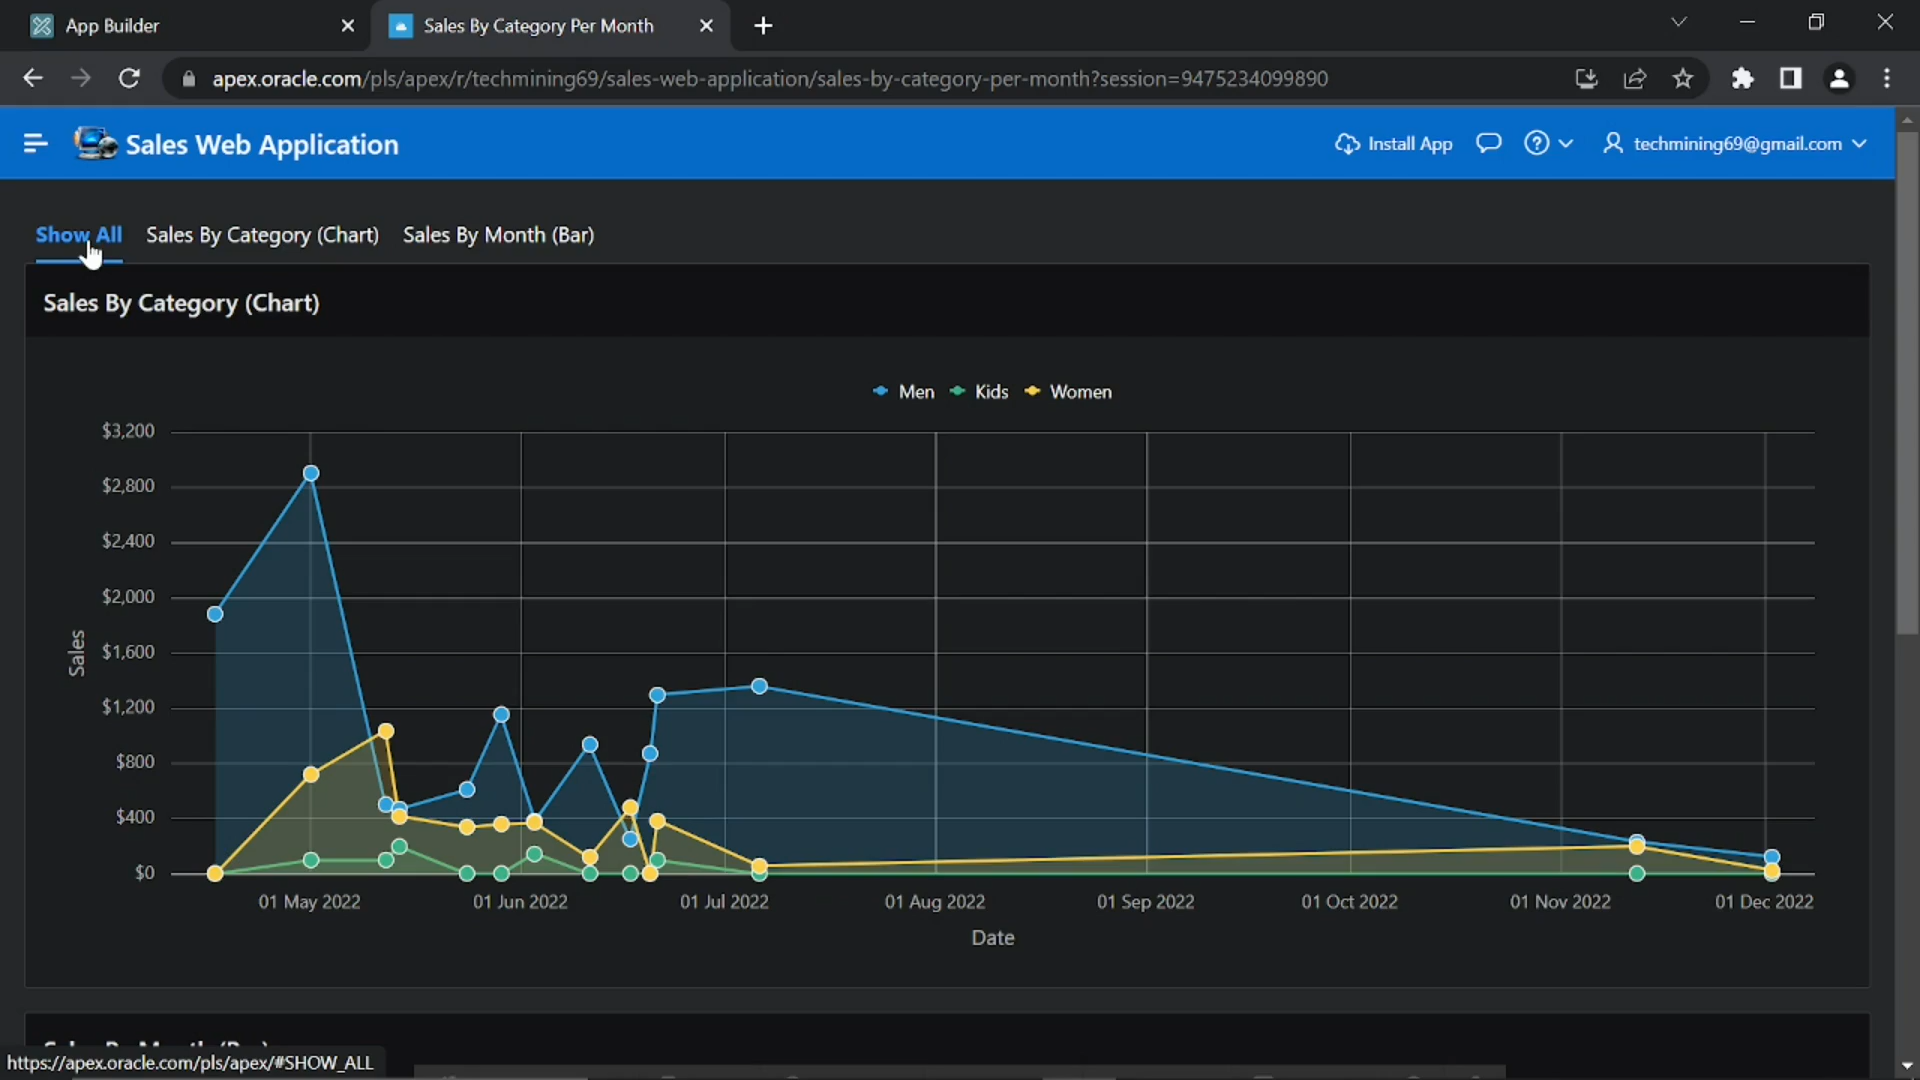 App Builder
Sales By Category Per Month
apex.oracle.com/pls/apex/r/techmining69/sales-web-application/sales-by-category-per-month?session=9475234099890
Sales Web Application
Install App
techmining69@gmail.com
Show All
Sales By Category (Chart)
Sales By Month (Bar)
Sales By Category (Chart)
Men
Kids
Women
$3,200
$2,800
$2,400
$2,000
$1,600
$1,200
$800
$400
$0
Sales
01 May 2022
01 Jun 2022
01 Jul 2022
01 Aug 2022
01 Sep 2022
01 Oct 2022
01 Nov 2022
01 Dec 2022
Date
Sales By Month (Bar)
https://apex.oracle.com/pls/apex/#SHOW_ALL